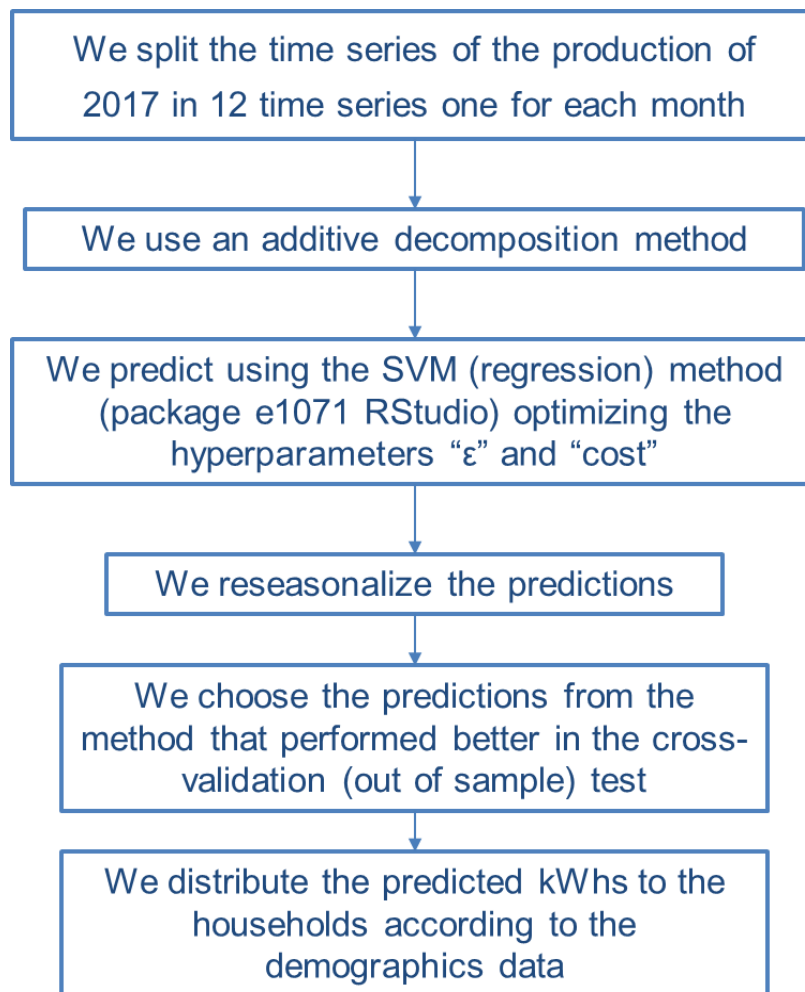 We split the time series of the production of
2017 in 12 time series one for each month
We use an additive decomposition method
We predict using the SVM (regression) method
(package e1071 RStudio) optimizing the
hyperparameters “ε” and “cost”
We reseasonalize the predictions
We choose the predictions from the
method that performed better in the cross-
validation (out of sample) test
We distribute the predicted kWhs to the
households according to the
demographics data